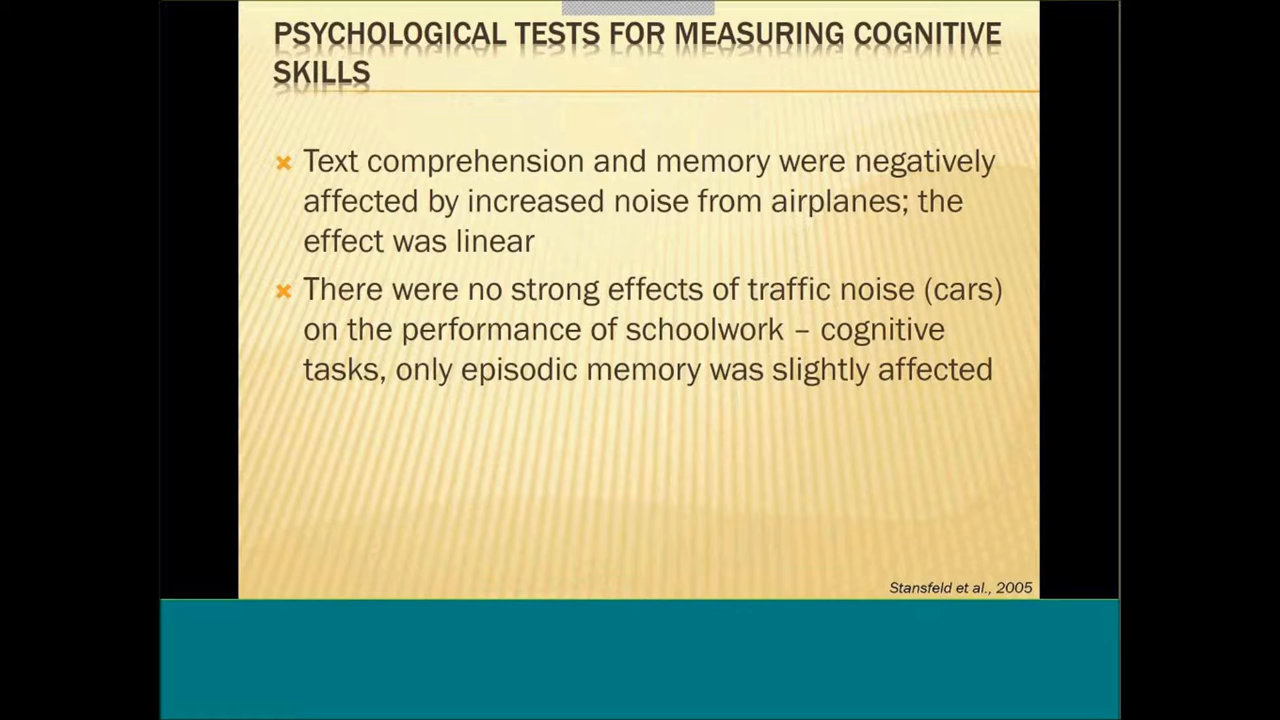 PSYCHOLOGICAL TESTS FOR MEASURING COGNITIVE
SKILLS
Text comprehension and memory were negatively
affected by increased noise from airplanes; the
effect was linear
There were no strong effects of traffic noise (cars)
on the performance of schoolwork – cognitive
tasks, only episodic memory was slightly affected
Stansfeld et al., 2005